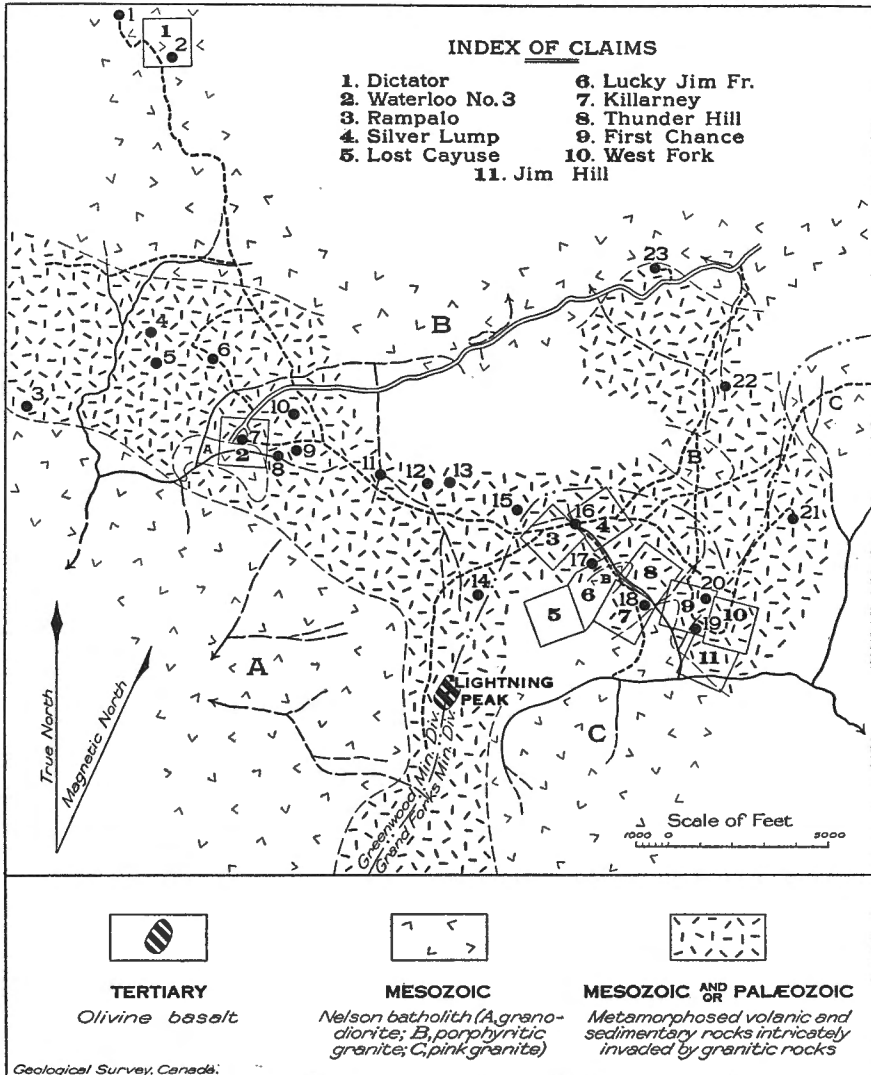 INDEX OF CLAIMS
1. Dictator
2. Waterloo No.3
3. Rampalo
4. Silver Lump
5. Lost Cayuse
6. Lucky Jim Fr.
7. Killarney
8. Thunder Hill
9. First Chance
10. West Fork
11. Jim Hill
1
1
2
23
B
4
5
6
3
22
C
10
7
A
2
8
9
B
11
12
13
15
16
21
3
4
17
B
8
14
6
5
18
7
9
20
10
19
11
A
LIGHTNING
PEAK
C
True North
Magnetic North
Greenwood Min. Div.
Grand Forks Min. Div.
Scale of Feet
1000
0
5000
TERTIARY
Olivine basalt
MESOZOIC
Nelson batholith (A, grano-
diorite; B, porphyritic
granite; C, pink granite)
MESOZOIC AND OR PALÆOZOIC
Metamorphosed volanic and
sedimentary rocks intricately
invaded by granitic rocks
Geological Survey, Canada.